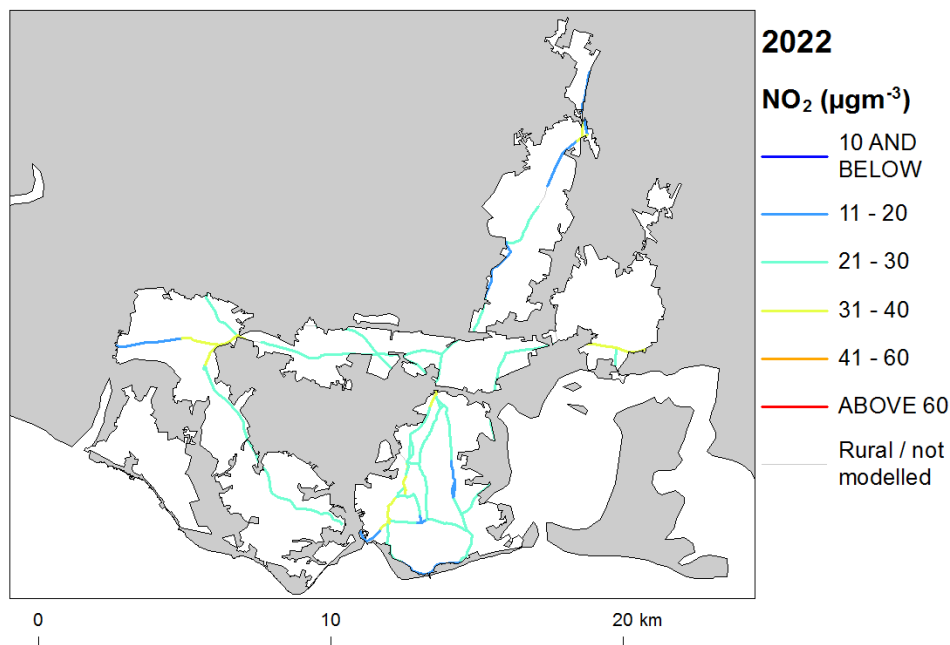 2022
NO₂ (µgm⁻³)
10 AND
BELOW
11 - 20
21 - 30
31 - 40
41 - 60
ABOVE 60
Rural / not
modelled
0 10 20 km